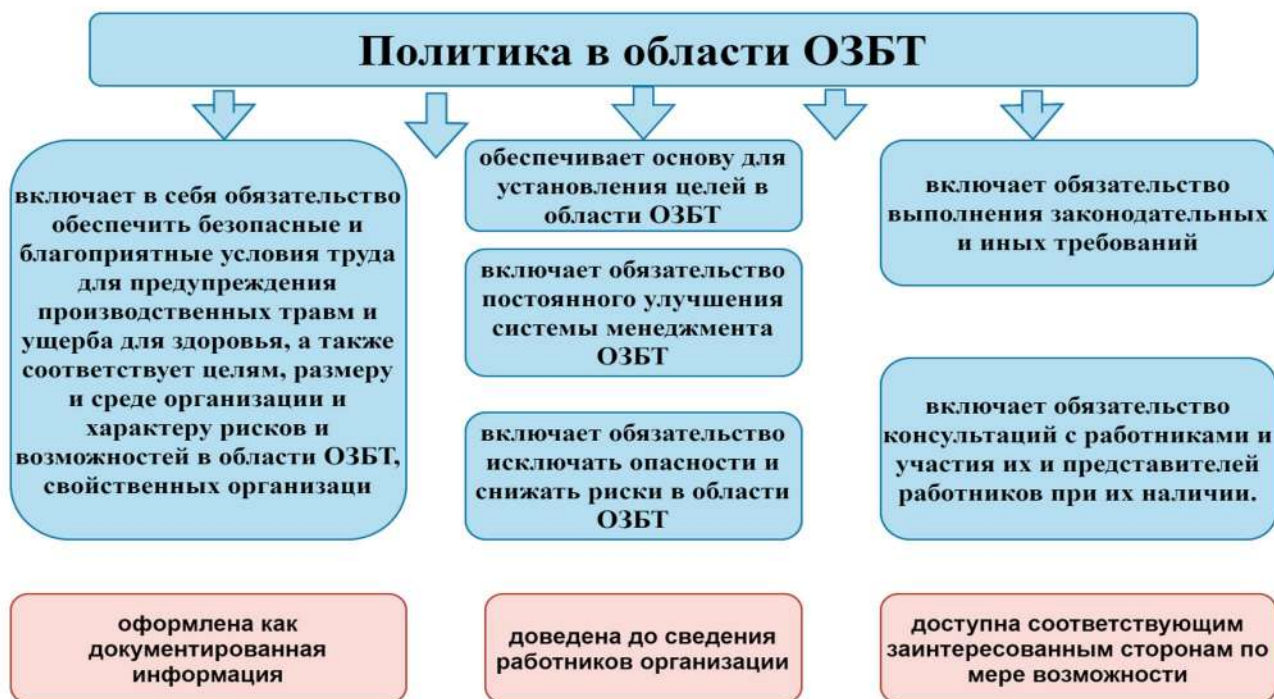 Политика в области ОЗБТ
включает в себя обязательство
обеспечить безопасные и
благоприятные условия труда
для предупреждения
производственных травм и
ущерба для здоровья, а также
соответствует целям, размеру
и среде организации и
характеру рисков и
возможностей в области ОЗБТ,
свойственных организаци
обеспечивает основу для
установления целей в
области ОЗБТ
включает обязательство
постоянного улучшения
системы менеджмента
ОЗБТ
включает обязательство
исключать опасности и
снижать риски в области
ОЗБТ
включает обязательство
выполнения законодательных
и иных требований
включает обязательство
консультаций с работниками и
участия их и представителей
работников при их наличии.
оформлена как
документированная
информация
доведена до сведения
работников организации
доступна соответствующим
заинтересованным сторонам по
мере возможности